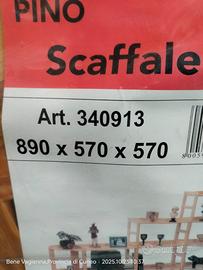 PINO
Scaffale
Art. 340913
890 x 570 x 570
Bene Vagienna,Provincia di Cuneo